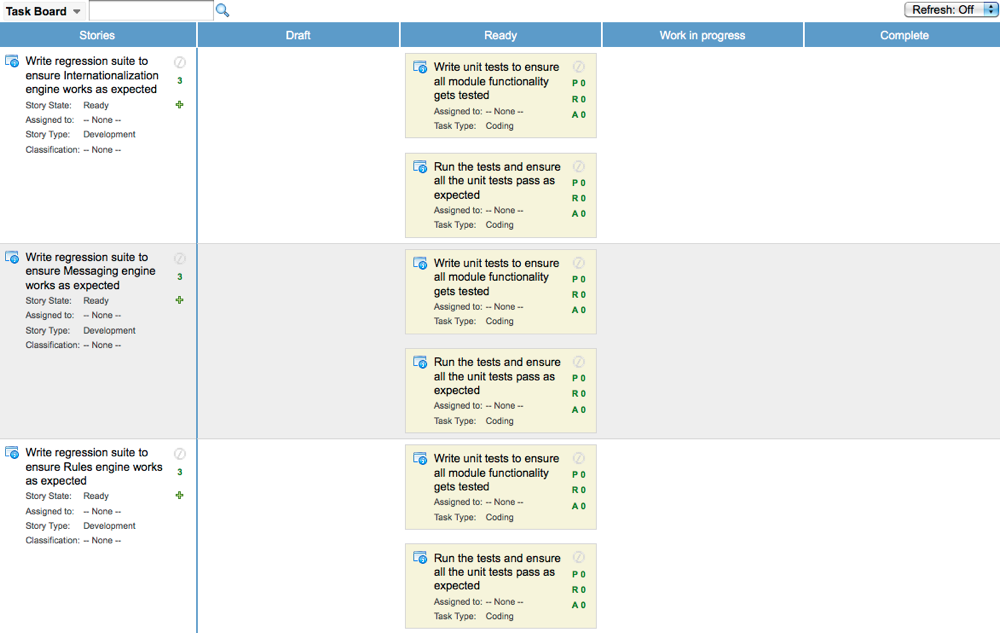 Task Board
Refresh: Off
Stories Draft Ready Work in progress Complete
Write regression suite to
ensure Internationalization
engine works as expected
3
Story State: Ready
Assigned to: -- None --
Story Type: Development
Classification: -- None --
Write unit tests to ensure
all module functionality
gets tested
Assigned to: -- None --
Task Type: Coding
P 0
R 0
A 0
Run the tests and ensure
all the unit tests pass as
expected
Assigned to: -- None --
Task Type: Coding
P 0
R 0
A 0
Write regression suite to
ensure Messaging engine
works as expected
3
Story State: Ready
Assigned to: -- None --
Story Type: Development
Classification: -- None --
Write unit tests to ensure
all module functionality
gets tested
Assigned to: -- None --
Task Type: Coding
P 0
R 0
A 0
Run the tests and ensure
all the unit tests pass as
expected
Assigned to: -- None --
Task Type: Coding
P 0
R 0
A 0
Write regression suite to
ensure Rules engine works
as expected
3
Story State: Ready
Assigned to: -- None --
Story Type: Development
Classification: -- None --
Write unit tests to ensure
all module functionality
gets tested
Assigned to: -- None --
Task Type: Coding
P 0
R 0
A 0
Run the tests and ensure
all the unit tests pass as
expected
Assigned to: -- None --
Task Type: Coding
P 0
R 0
A 0